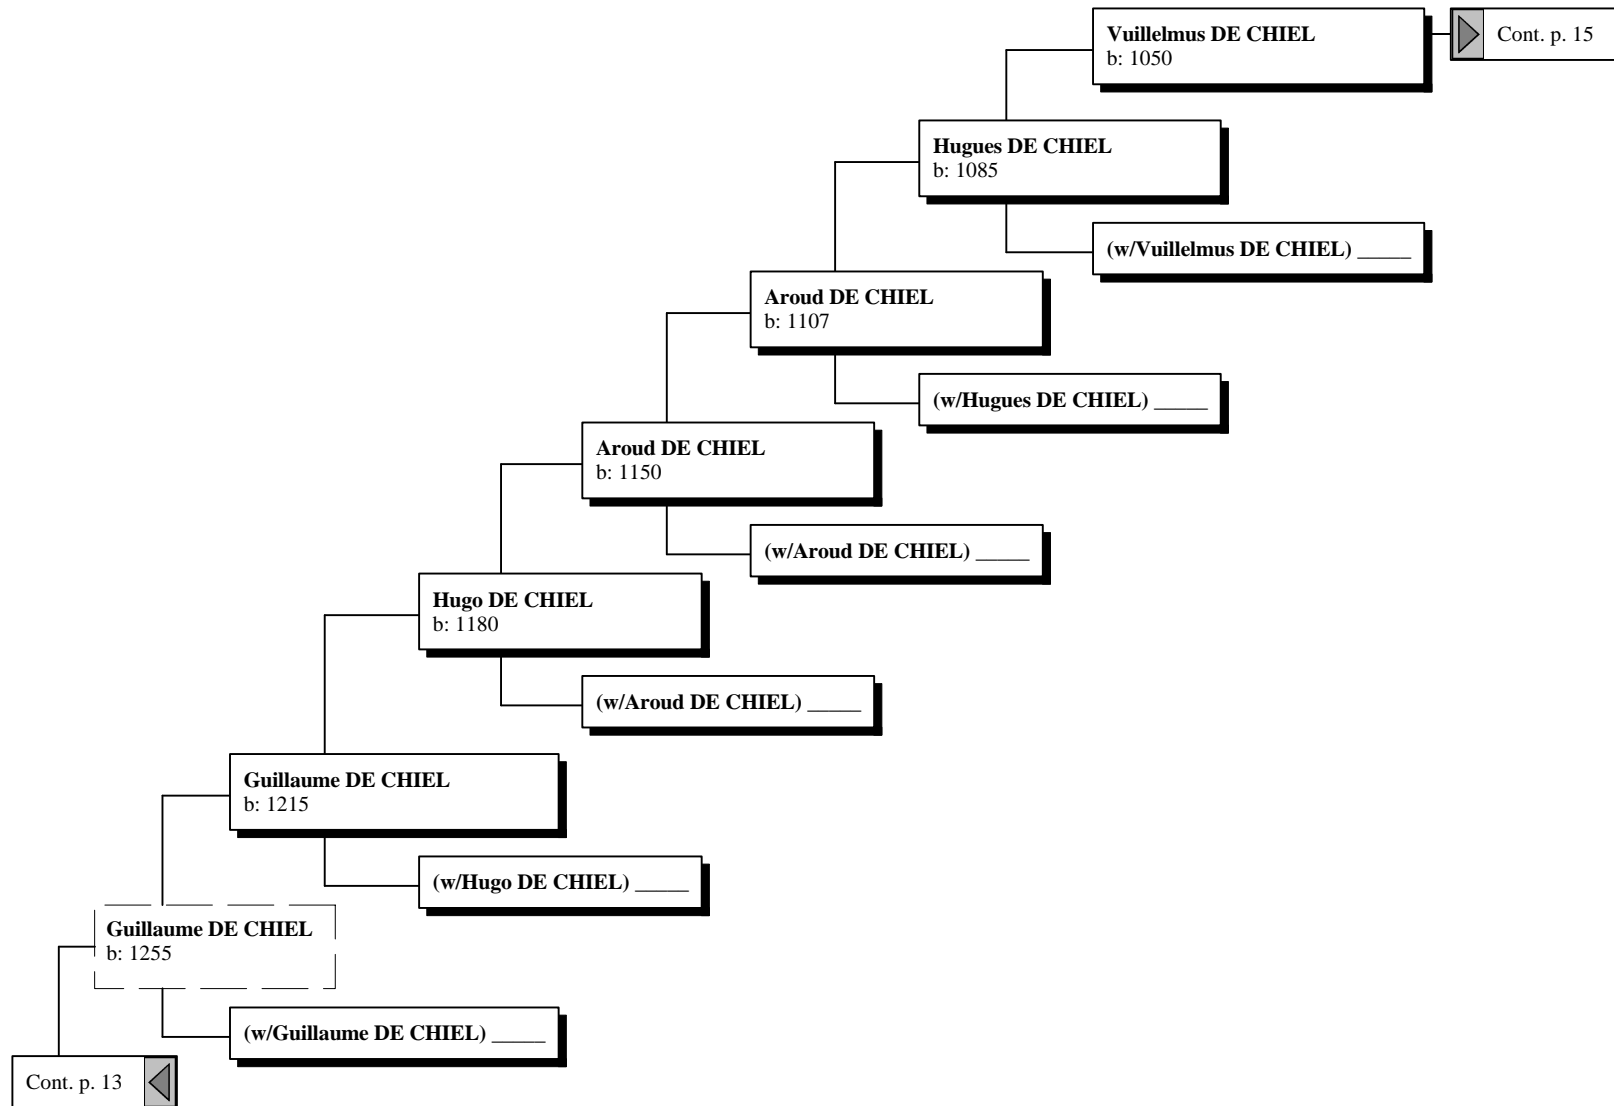 Vuillelmus DE CHIEL
b: 1050
Cont. p. 15
Hugues DE CHIEL
b: 1085
(w/Vuillelmus DE CHIEL) _____
Aroud DE CHIEL
b: 1107
(w/Hugues DE CHIEL) _____
Aroud DE CHIEL
b: 1150
(w/Aroud DE CHIEL) _____
Hugo DE CHIEL
b: 1180
(w/Aroud DE CHIEL) _____
Guillaume DE CHIEL
b: 1215
(w/Hugo DE CHIEL) _____
Guillaume DE CHIEL
b: 1255
(w/Guillaume DE CHIEL) _____
Cont. p. 13